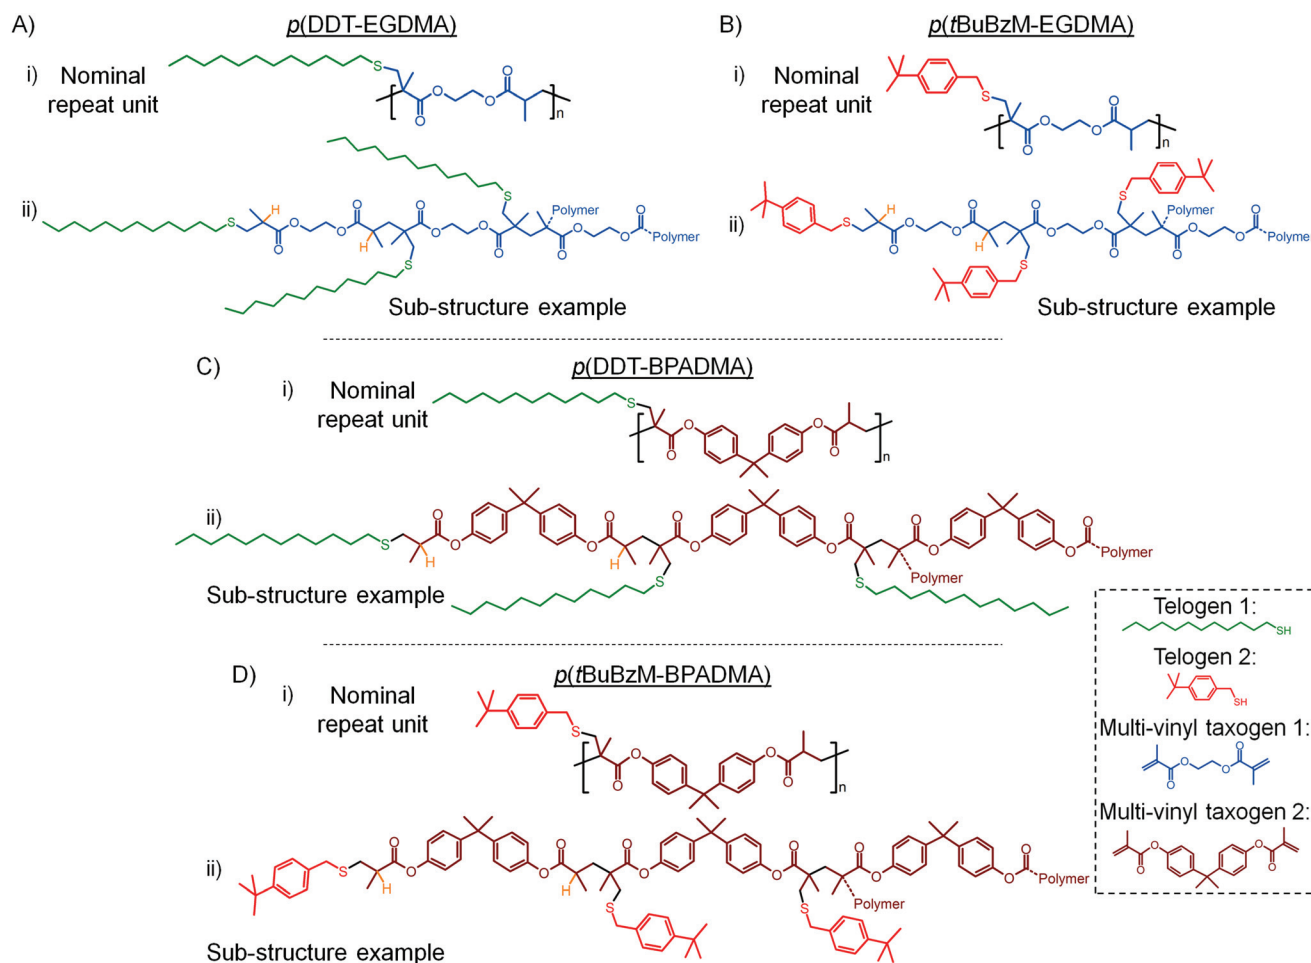 A)
p(DDT-EGDMA)
i)
Nominal
repeat unit
S
O
O
O
O
n
ii)
S
H
O
O
O
O
H
O
O
O
O
S
S
Polymer
O
O
O
O
Polymer
Sub-structure example
B)
p(tBuBzM-EGDMA)
i)
Nominal
repeat unit
S
O
O
O
O
n
ii)
S
H
O
O
O
O
H
O
O
O
O
S
S
Polymer
O
O
O
O
Polymer
Sub-structure example
C)
p(DDT-BPADMA)
i)
Nominal
repeat unit
S
O
O
O
O
n
ii)
S
H
O
O
O
O
H
O
O
O
O
S
S
Polymer
O
O
O
O
Polymer
Sub-structure example
D)
p(tBuBzM-BPADMA)
i)
Nominal
repeat unit
S
O
O
O
O
n
ii)
S
H
O
O
O
O
H
O
O
O
O
S
S
Polymer
O
O
O
O
Polymer
Sub-structure example
Telogen 1:
SH
Telogen 2:
SH
Multi-vinyl taxogen 1:
O
O
O
O
Multi-vinyl taxogen 2:
O
O
O
O